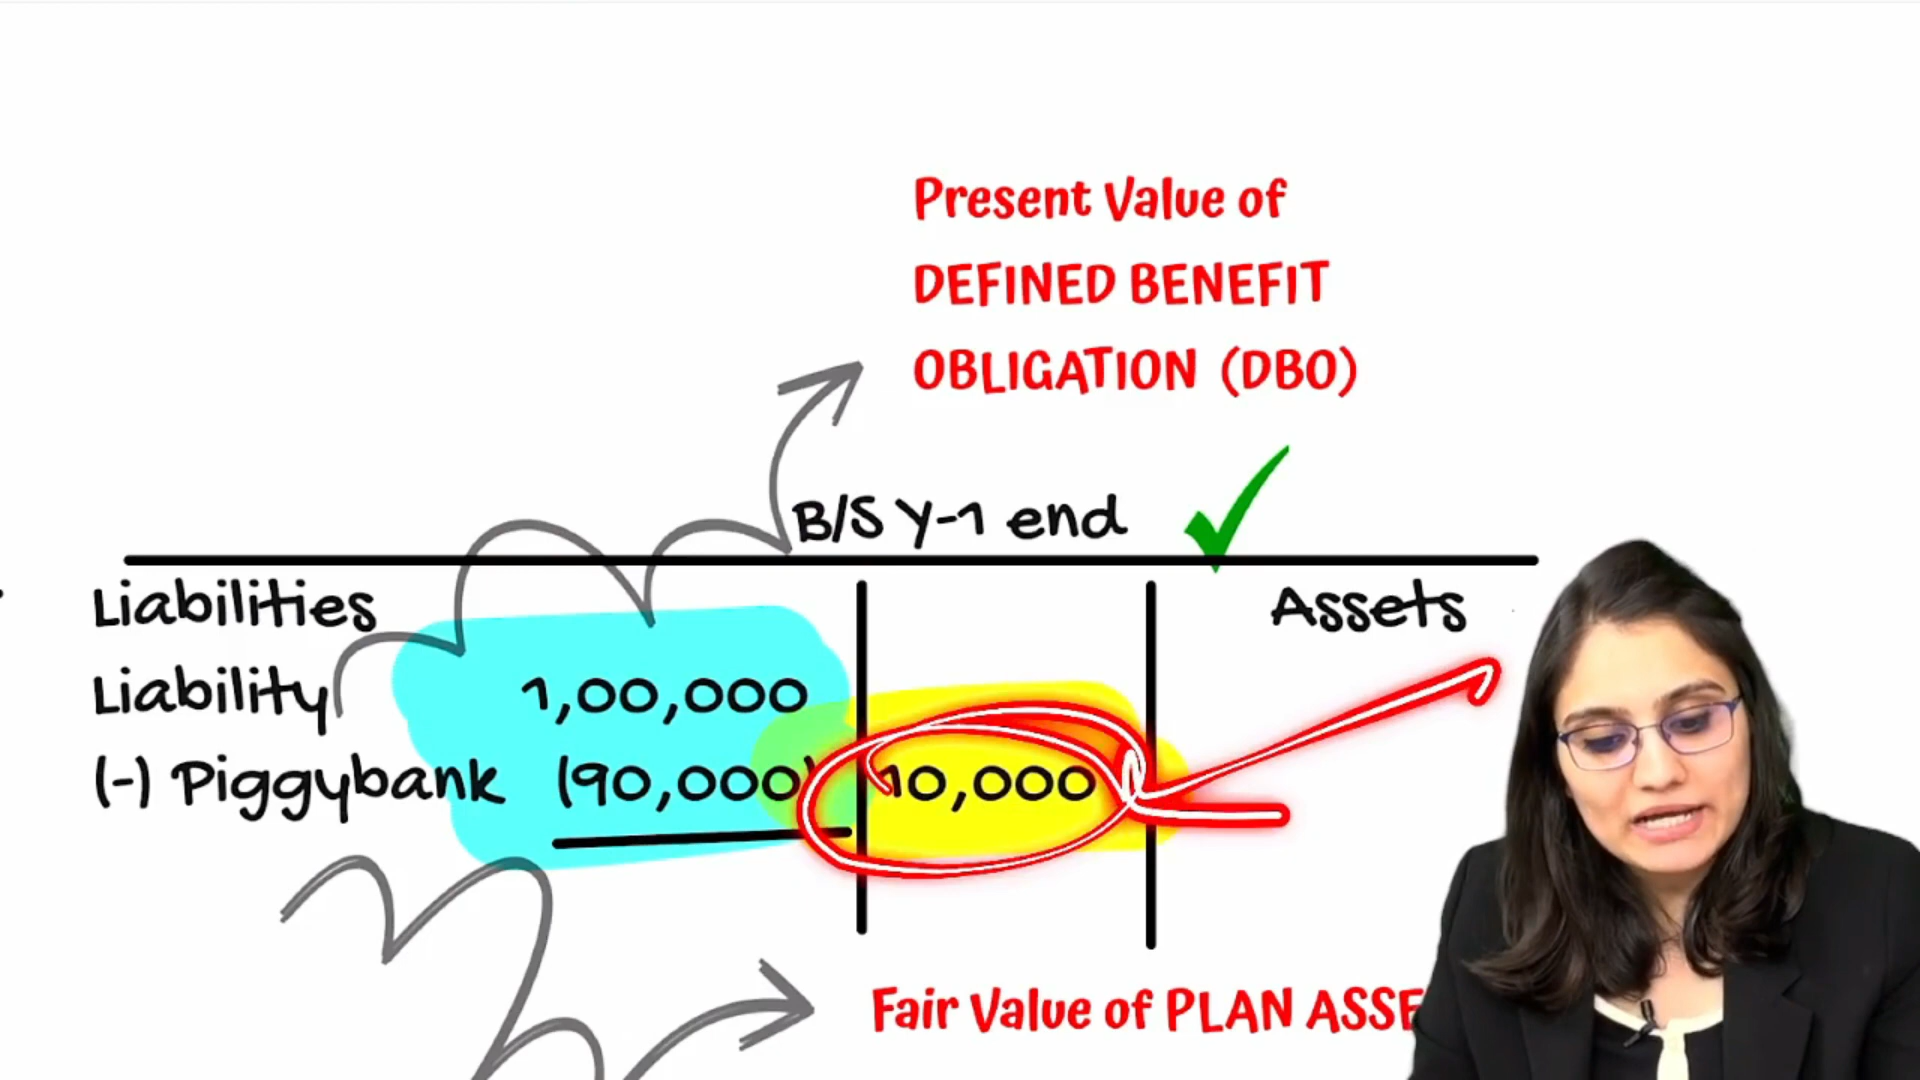 Present Value of
DEFINED BENEFIT
OBLIGATION (DBO)
B/S Y-1 end
Liabilities
Assets
Liability 1,00,000
(-) Piggybank (90,000) 10,000
Fair Value of PLAN ASSE